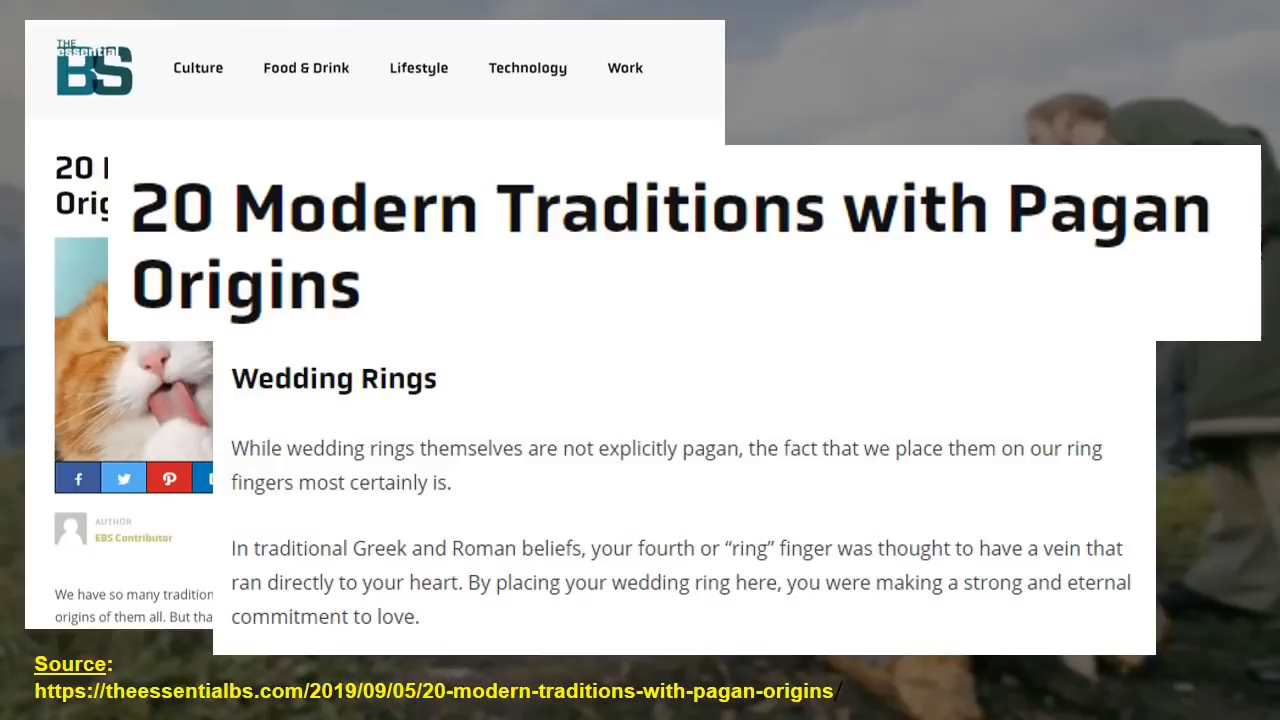 THE
essential
BS
Culture Food & Drink Lifestyle Technology Work
20
Orig
20 Modern Traditions with Pagan
Origins
AUTHOR
EBS Contributor
We have so many tradition
origins of them all. But tha
Wedding Rings
While wedding rings themselves are not explicitly pagan, the fact that we place them on our ring
fingers most certainly is.
In traditional Greek and Roman beliefs, your fourth or “ring” finger was thought to have a vein that
ran directly to your heart. By placing your wedding ring here, you were making a strong and eternal
commitment to love.
Source:
https://theessentialbs.com/2019/09/05/20-modern-traditions-with-pagan-origins/